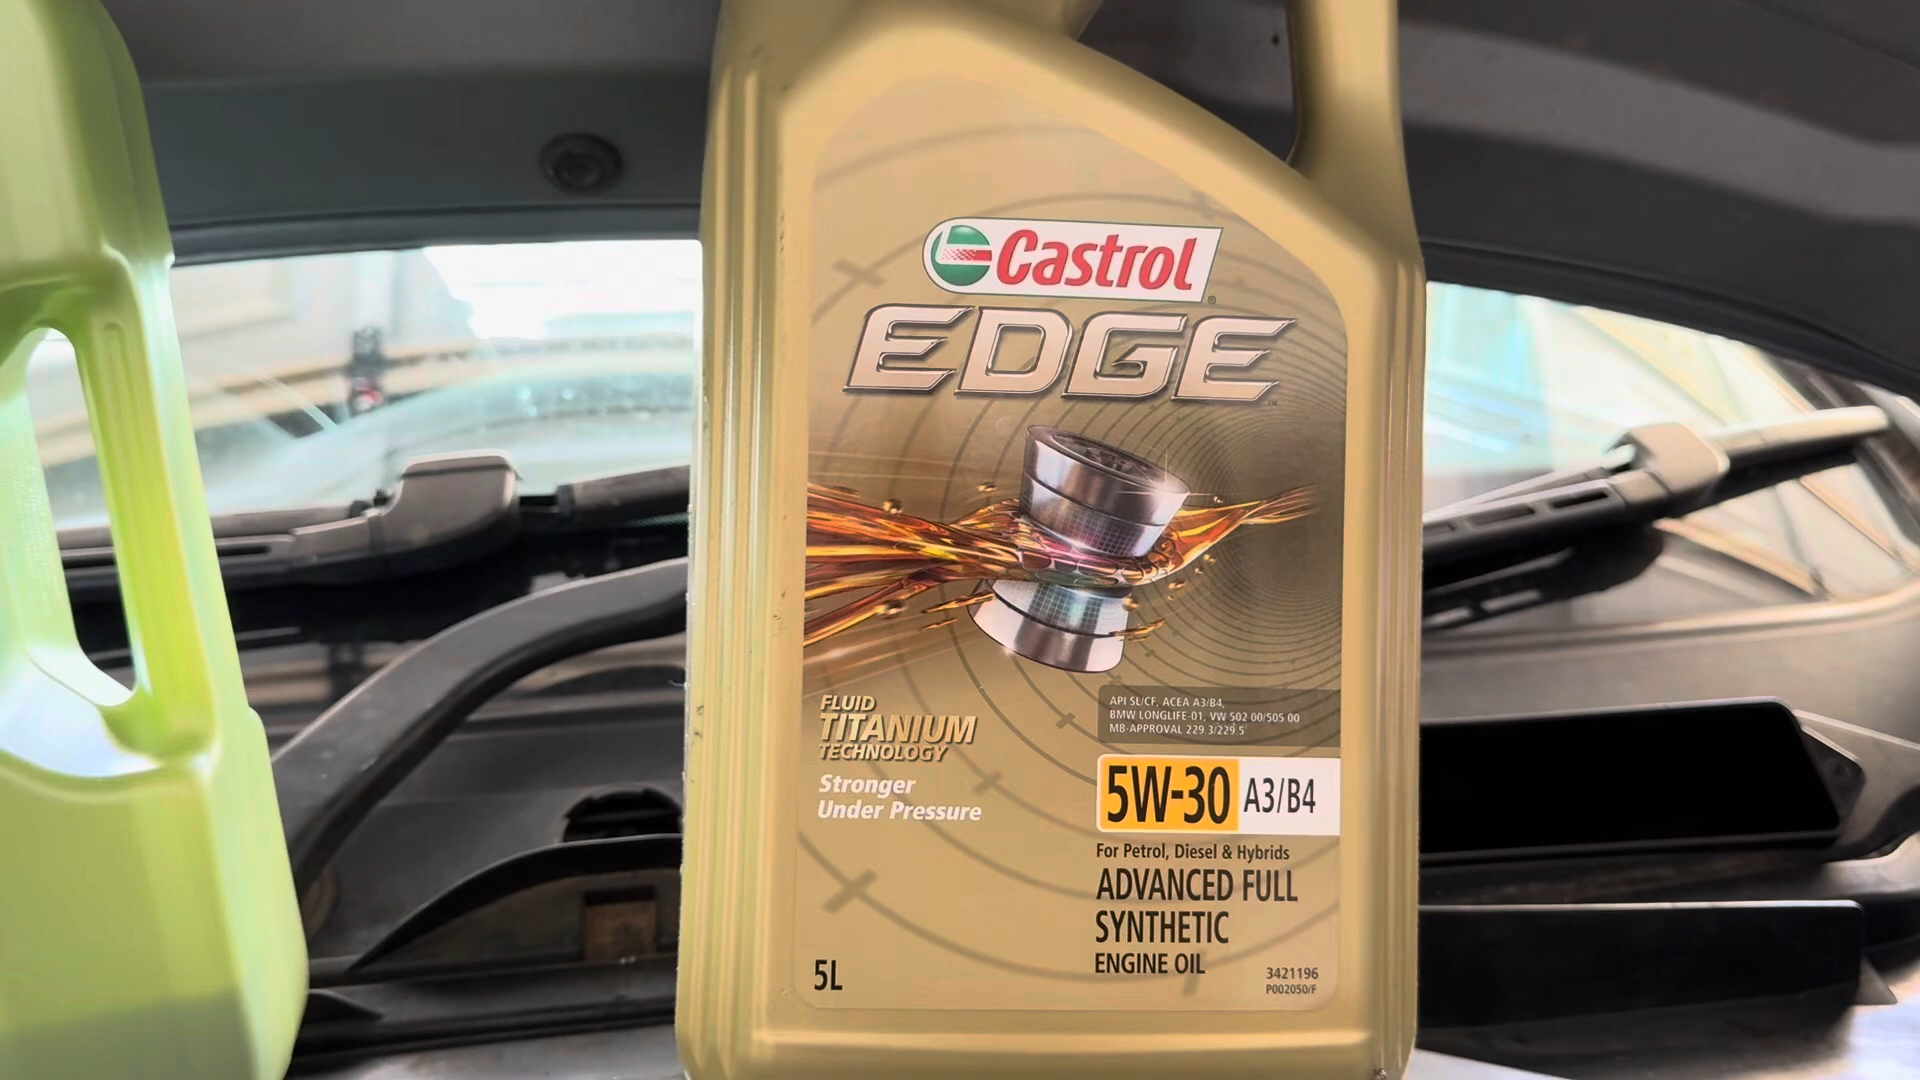 Castrol
EDGE
FLUID
TITANIUM
TECHNOLOGY
Stronger
Under Pressure
5L
API SL/CF, ACEA A3/B4,
BMW LONGLIFE-01, VW 502 00/505 00
MB-APPROVAL 229.3/229.5
5W-30 A3/B4
For Petrol, Diesel & Hybrids
ADVANCED FULL
SYNTHETIC
ENGINE OIL
3421196
P002050/F